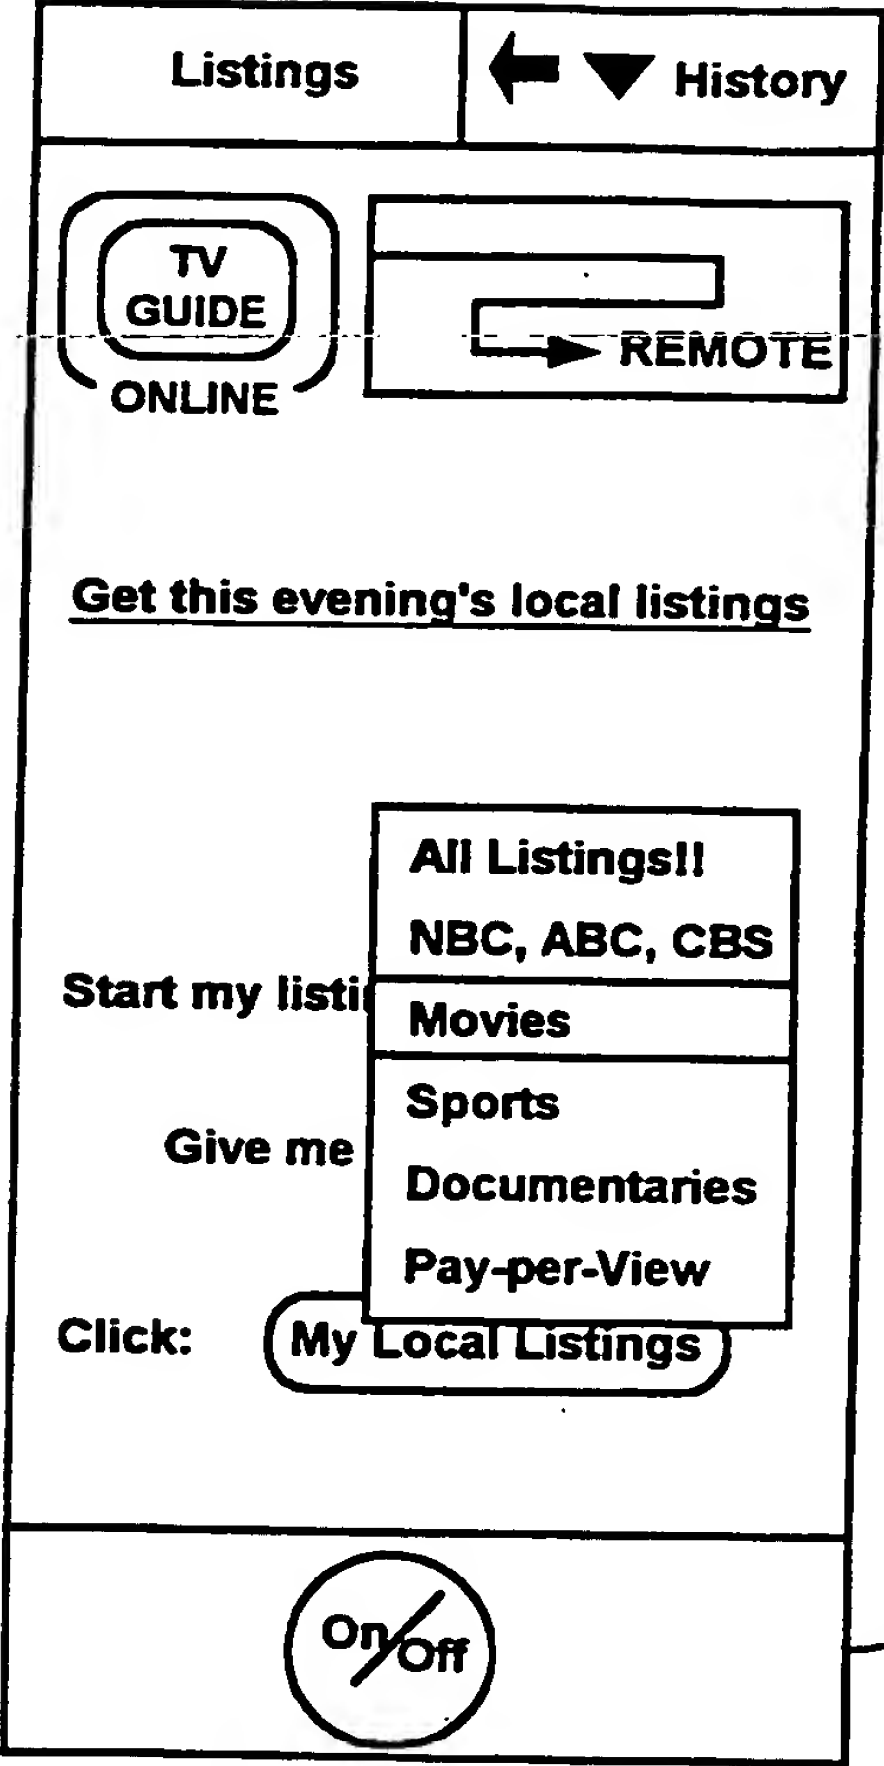 Listings
History
TV
GUIDE
ONLINE
REMOTE
Get this evening's local listings
All Listings!!
NBC, ABC, CBS
Start my
Movies
Sports
Give me
Documentaries
Pay-per-View
Click:
My Local Listings
On/Off